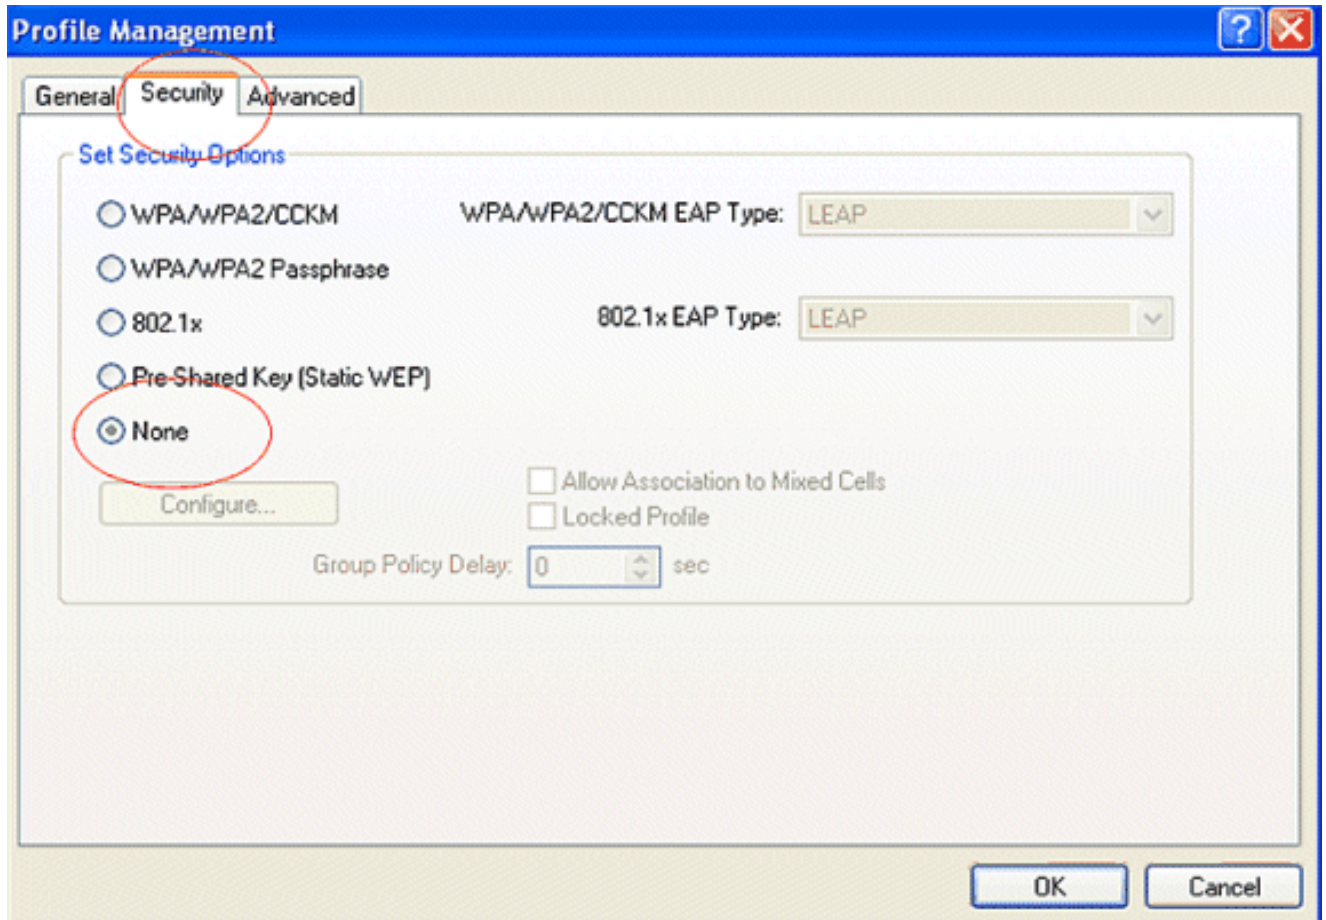 Profile Management
General Security Advanced
Set Security Options
WPA/WPA2/CCKM WPA/WPA2/CCKM EAP Type: LEAP
WPA/WPA2 Passphrase
802.1x 802.1x EAP Type: LEAP
Pre-Shared Key (Static WEP)
None
Configure...
Allow Association to Mixed Cells
Locked Profile
Group Policy Delay: 0 sec
OK Cancel